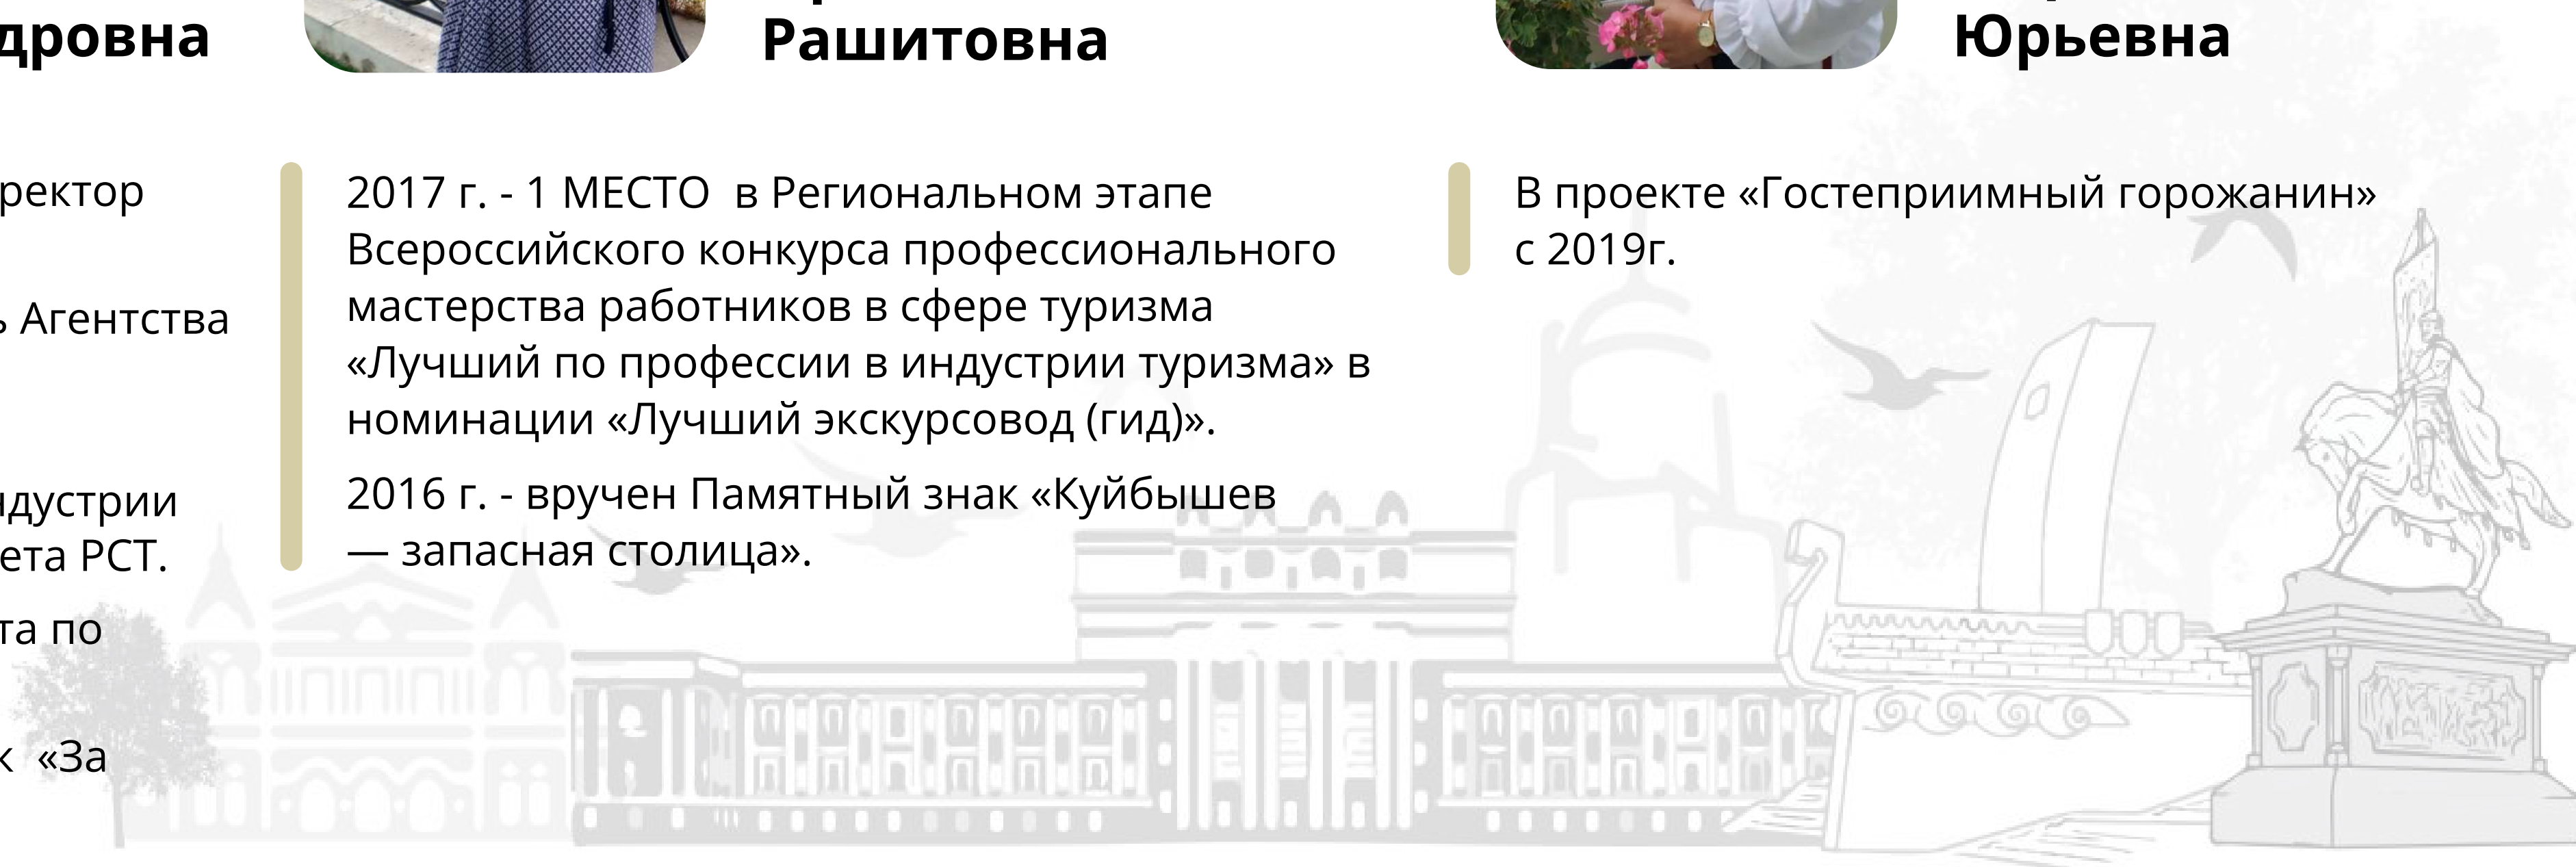 дровна
ректор
ь Агентства
ндустрии
ета РСТ.
та по
к «За
Рашитовна
2017 г. - 1 МЕСТО в Региональном этапе
Всероссийского конкурса профессионального
мастерства работников в сфере туризма
«Лучший по профессии в индустрии туризма» в
номинации «Лучший экскурсовод (гид)».
2016 г. - вручен Памятный знак «Куйбышев
— запасная столица».
Юрьевна
В проекте «Гостеприимный горожанин»
с 2019г.